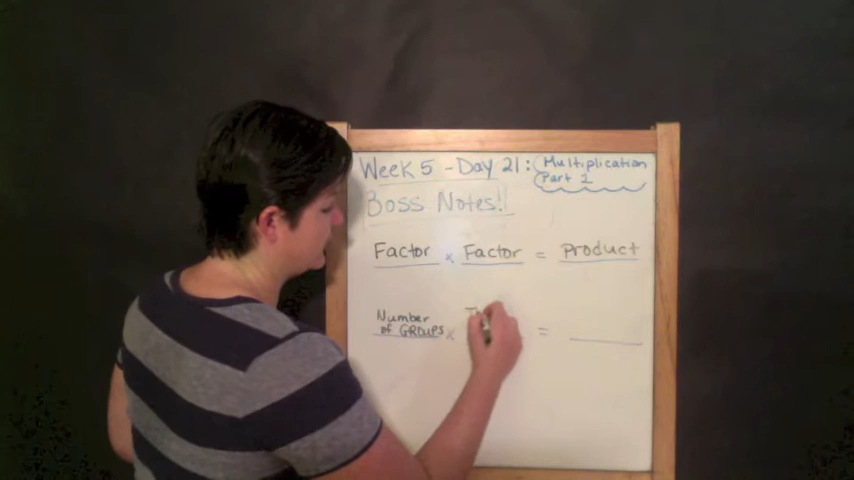 Week 5 - Day 21: Multiplication
Part 1
Boss Notes!!
Factor x Factor = Product
Number
of GROUPS x =